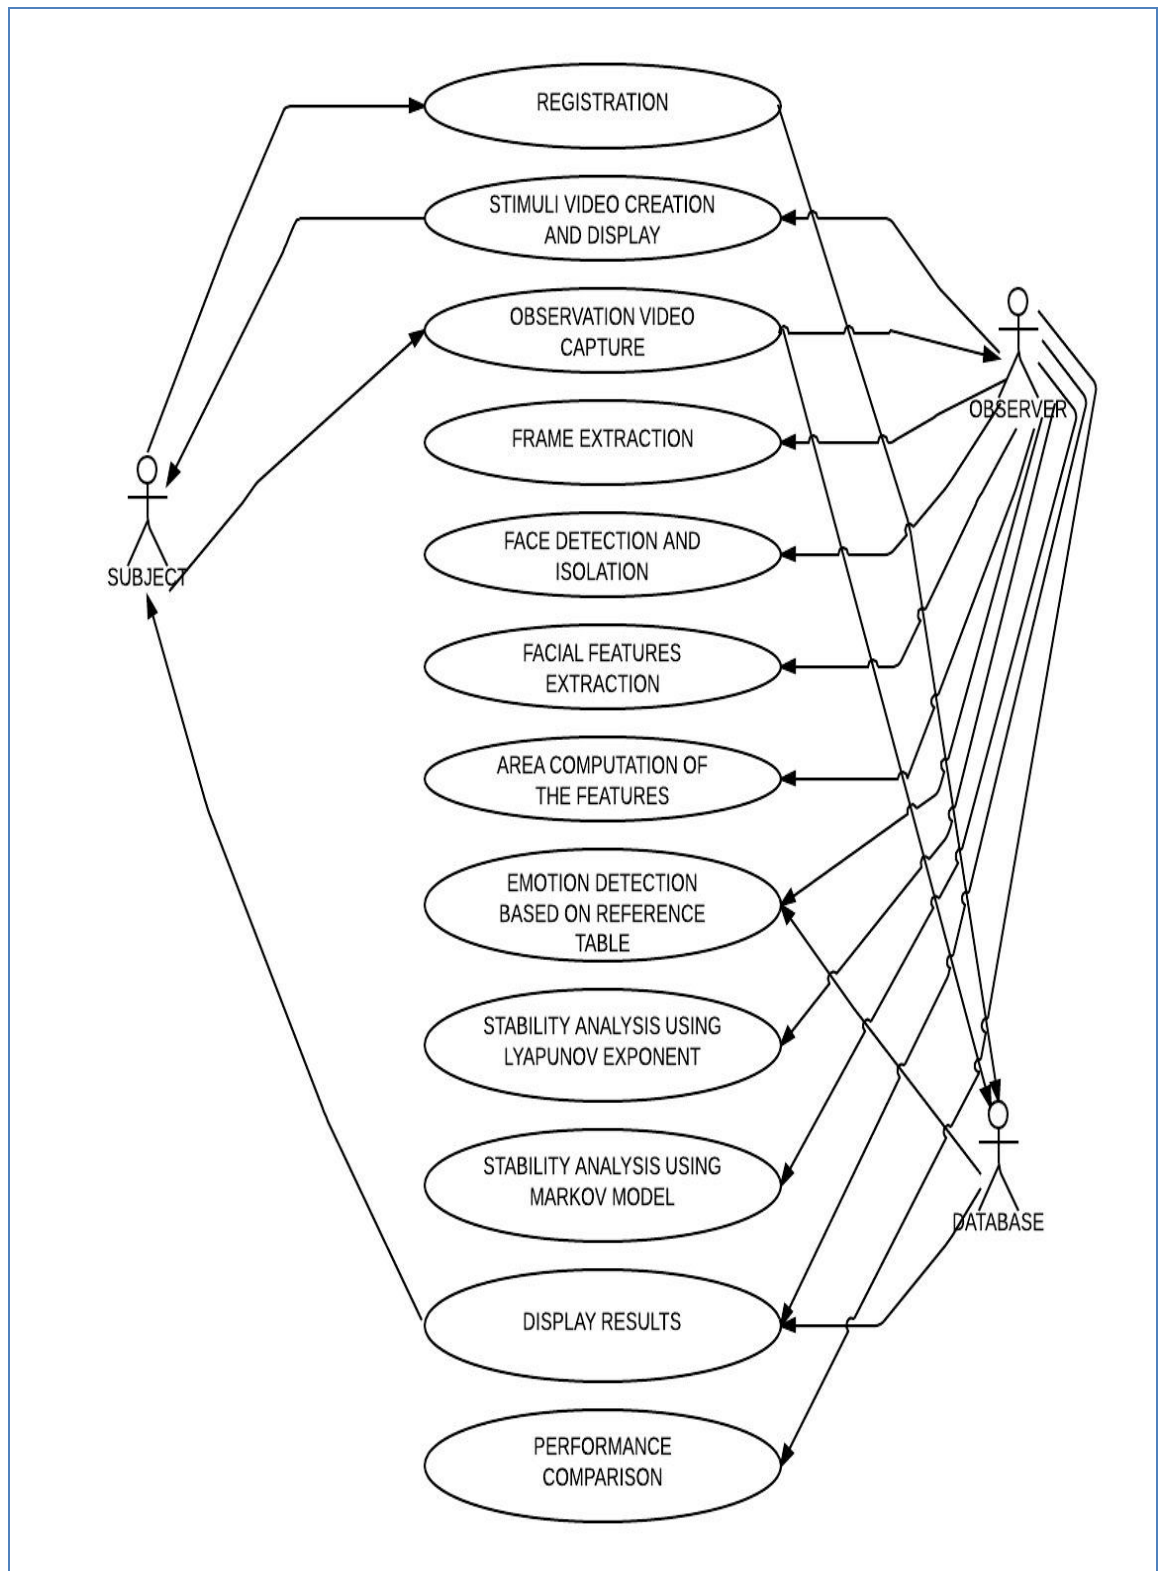 REGISTRATION
STIMULI VIDEO CREATION
AND DISPLAY
OBSERVATION VIDEO
CAPTURE
OBSERVER
FRAME EXTRACTION
FACE DETECTION AND
ISOLATION
SUBJECT
FACIAL FEATURES
EXTRACTION
AREA COMPUTATION OF
THE FEATURES
EMOTION DETECTION
BASED ON REFERENCE
TABLE
STABILITY ANALYSIS USING
LYAPUNOV EXPONENT
STABILITY ANALYSIS USING
MARKOV MODEL
DATABASE
DISPLAY RESULTS
PERFORMANCE
COMPARISON